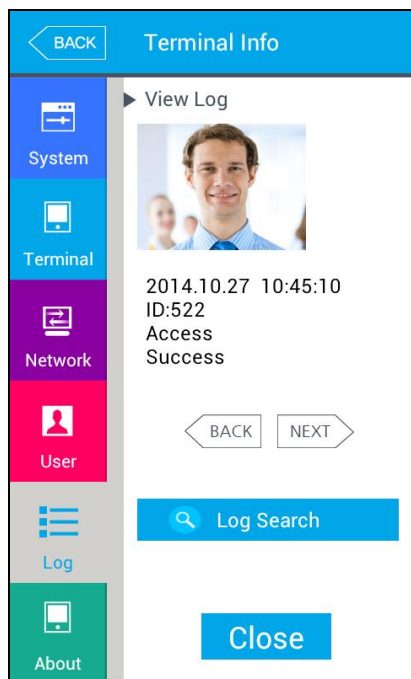 BACK
Terminal Info
System
Terminal
Network
User
Log
About
View Log
2014.10.27 10:45:10
ID:522
Access
Success
BACK
NEXT
Log Search
Close